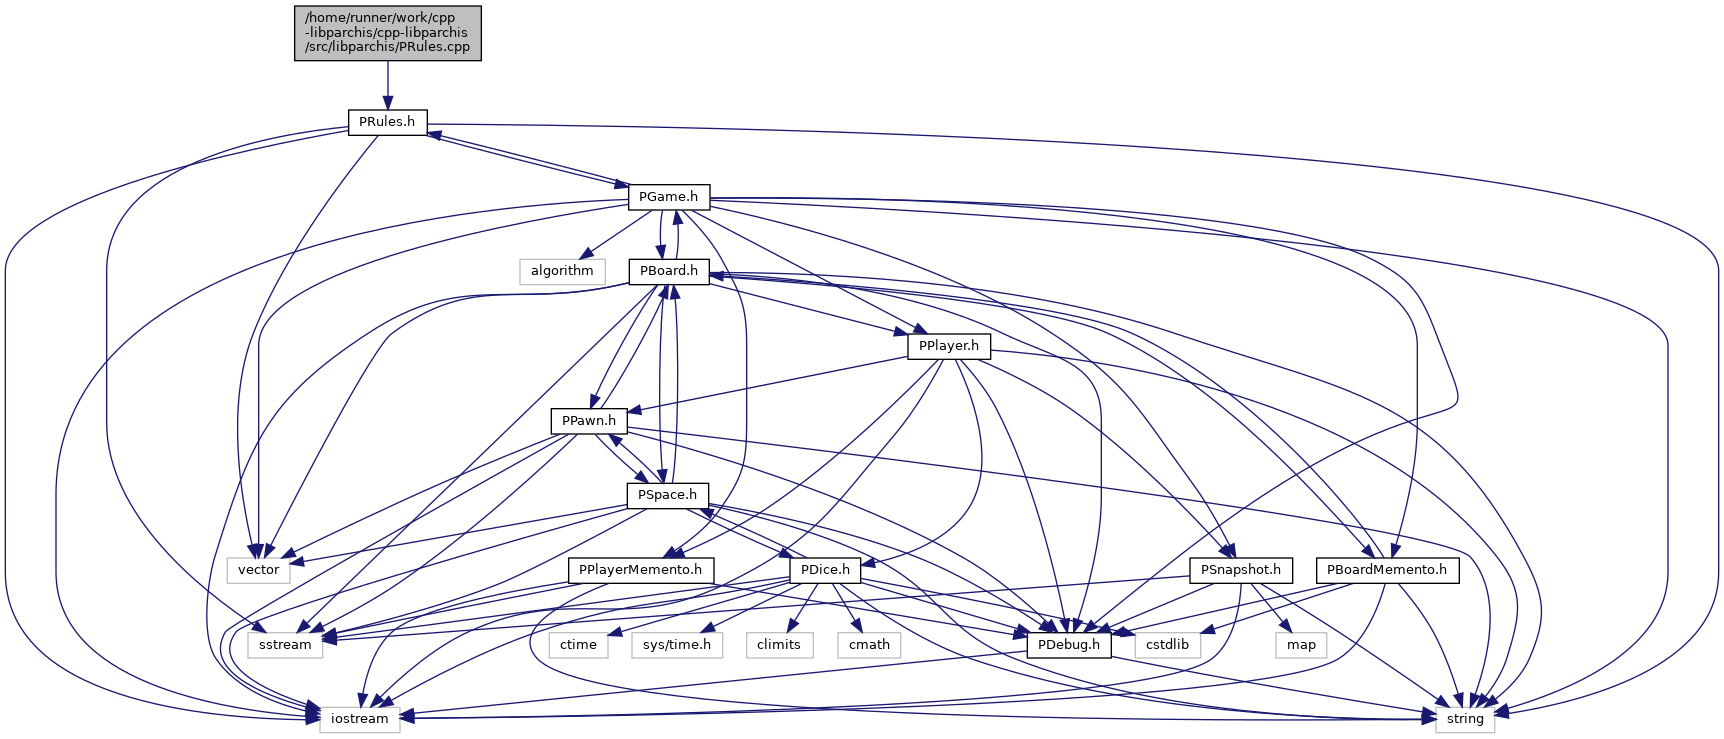 /home/runner/work/cpp
-libparchis/cpp-libparchis
/src/libparchis/PRules.cpp
PRules.h
PGame.h
algorithm
PBoard.h
PPlayer.h
PPawn.h
PSpace.h
vector
PPlayerMemento.h
PDice.h
PSnapshot.h
PBoardMemento.h
sstream
ctime
sys/time.h
climits
cmath
PDebug.h
cstdlib
map
iostream
string